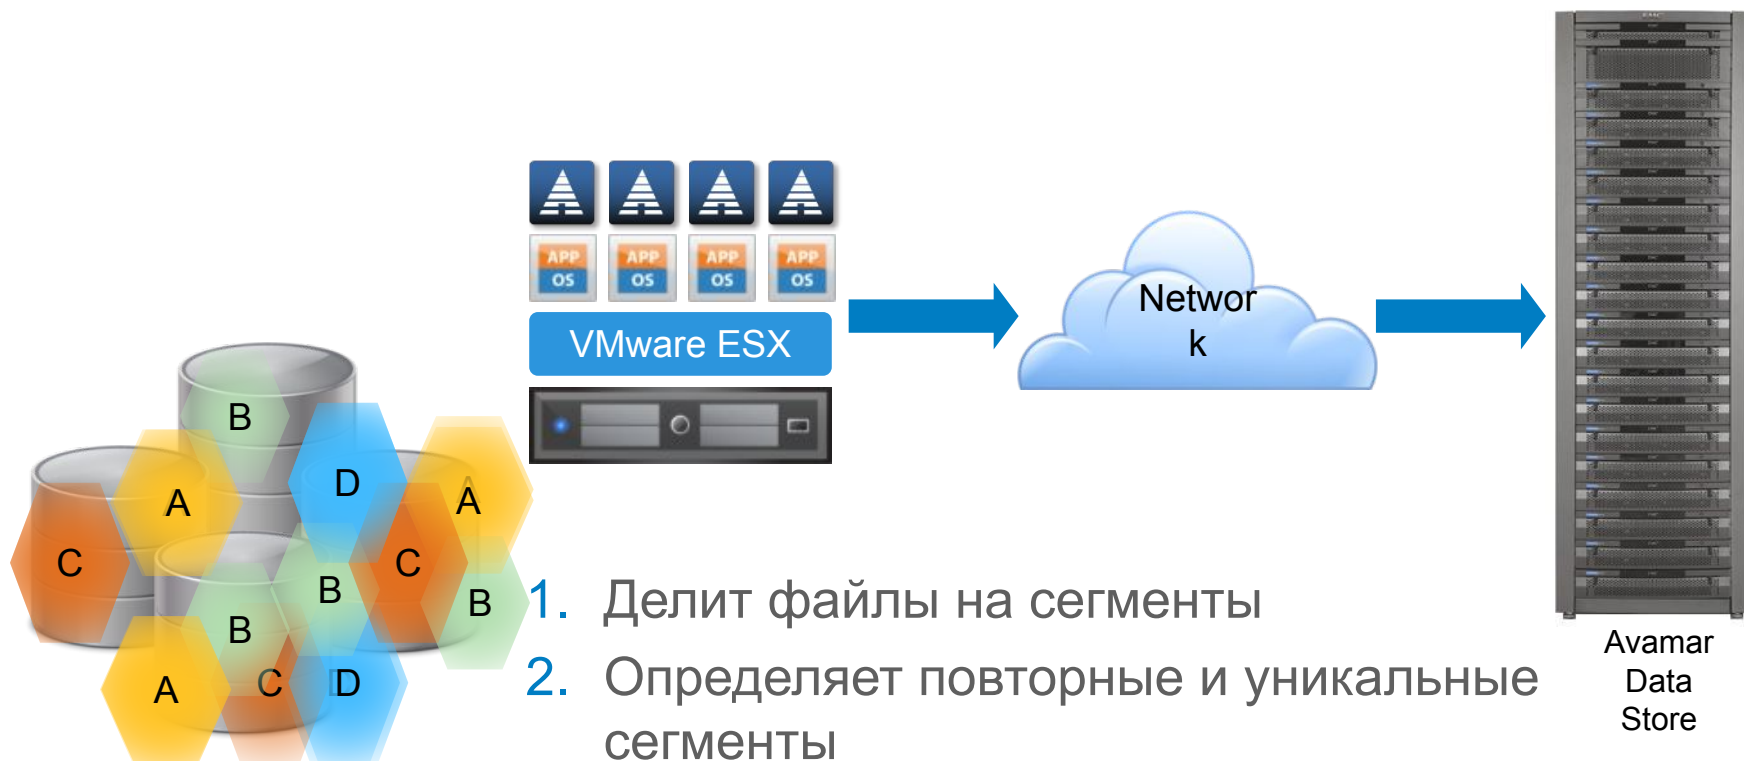 APP
OS
APP
OS
APP
OS
APP
OS
VMware ESX
Networ
k
B
D
A
A
C
C
B
B
B
A
C
D
1. Делит файлы на сегменты
2. Определяет повторные и уникальные
сегменты
Avamar
Data
Store